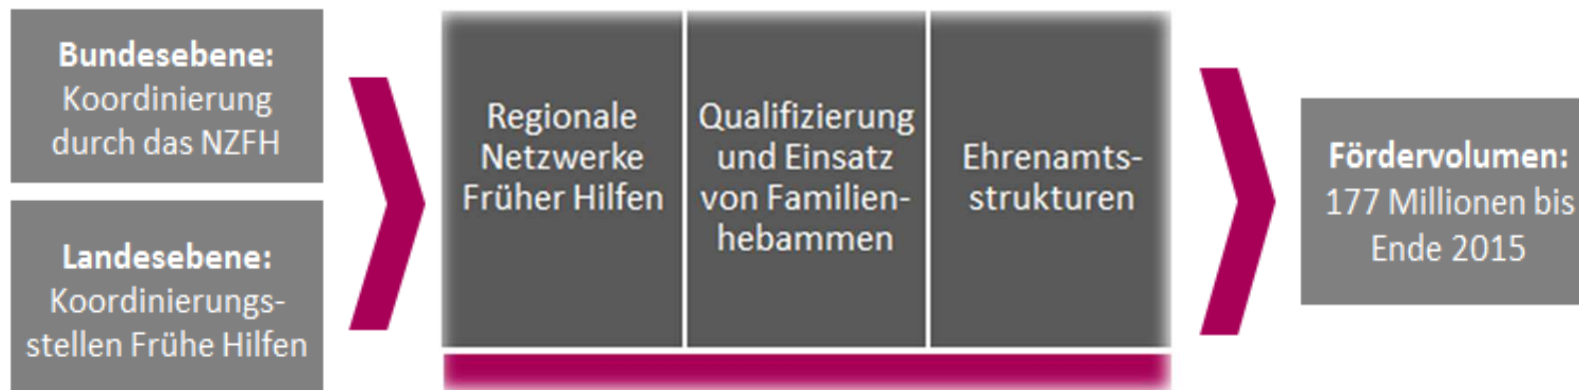 Bundesebene:
Koordinierung
durch das NZFH
Landesebene:
Koordinierungs-
stellen Frühe Hilfen
Regionale
Netzwerke
Früher Hilfen
Qualifizierung
und Einsatz
von Familien-
hebammen
Ehrenamts-
strukturen
Fördervolumen:
177 Millionen bis
Ende 2015